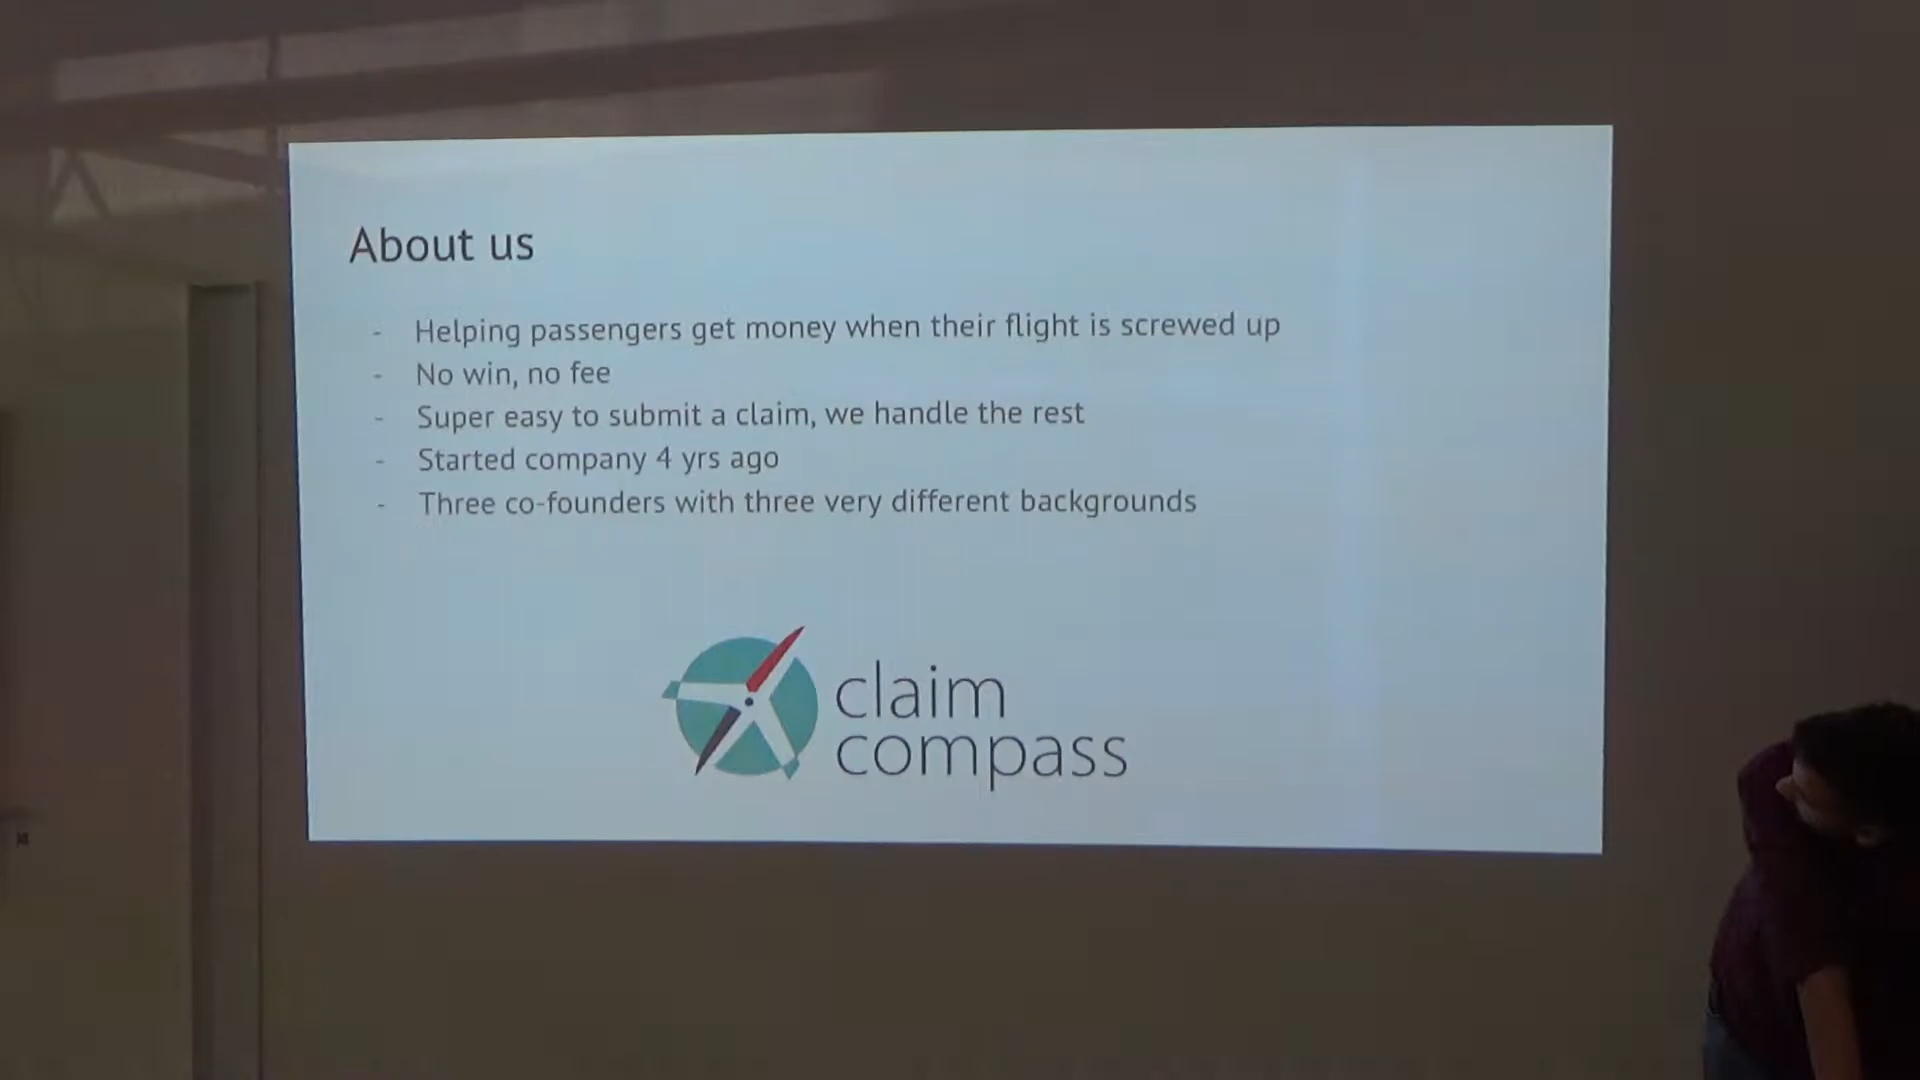 About us
- Helping passengers get money when their flight is screwed up
- No win, no fee
- Super easy to submit a claim, we handle the rest
- Started company 4 yrs ago
- Three co-founders with three very different backgrounds
claim
compass